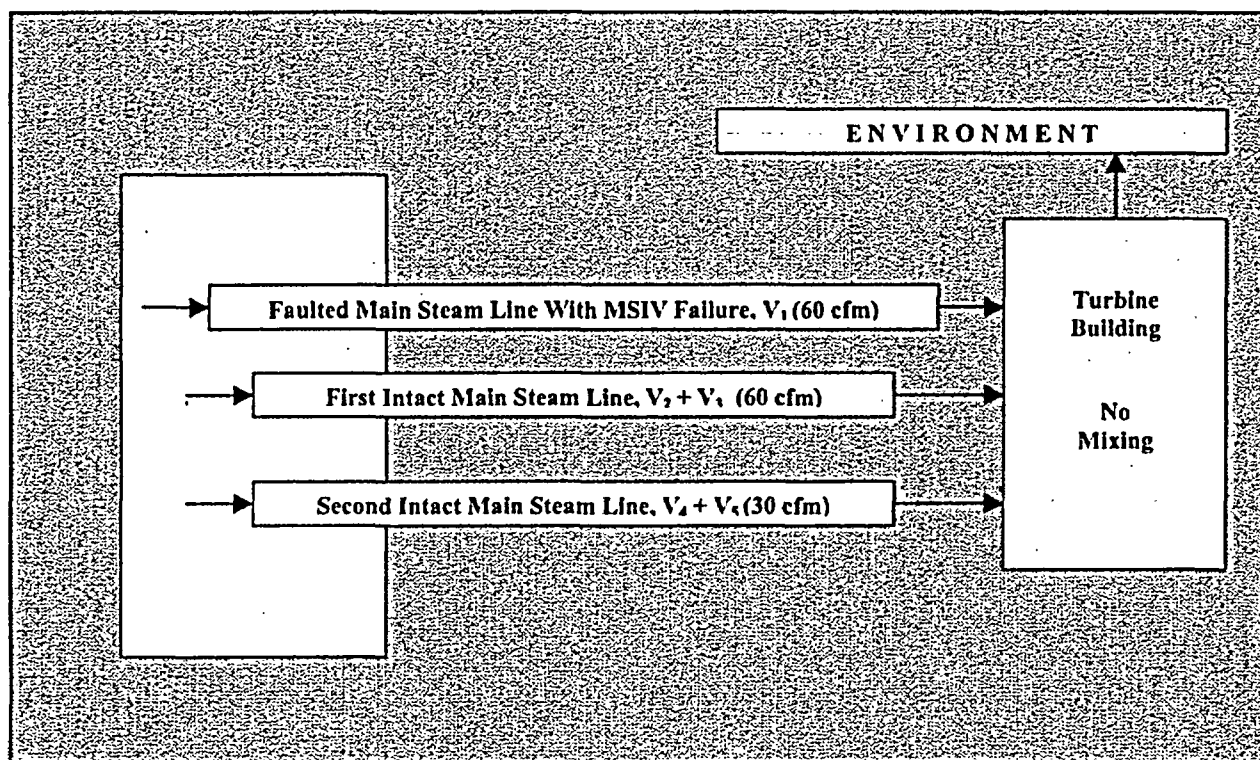 ENVIRONMENT
Faulted Main Steam Line With MSIV Failure, V₁ (60 cfm)
First Intact Main Steam Line, V₂ + V₃ (60 cfm)
Second Intact Main Steam Line, V₄ + V₅ (30 cfm)
Turbine
Building
No
Mixing